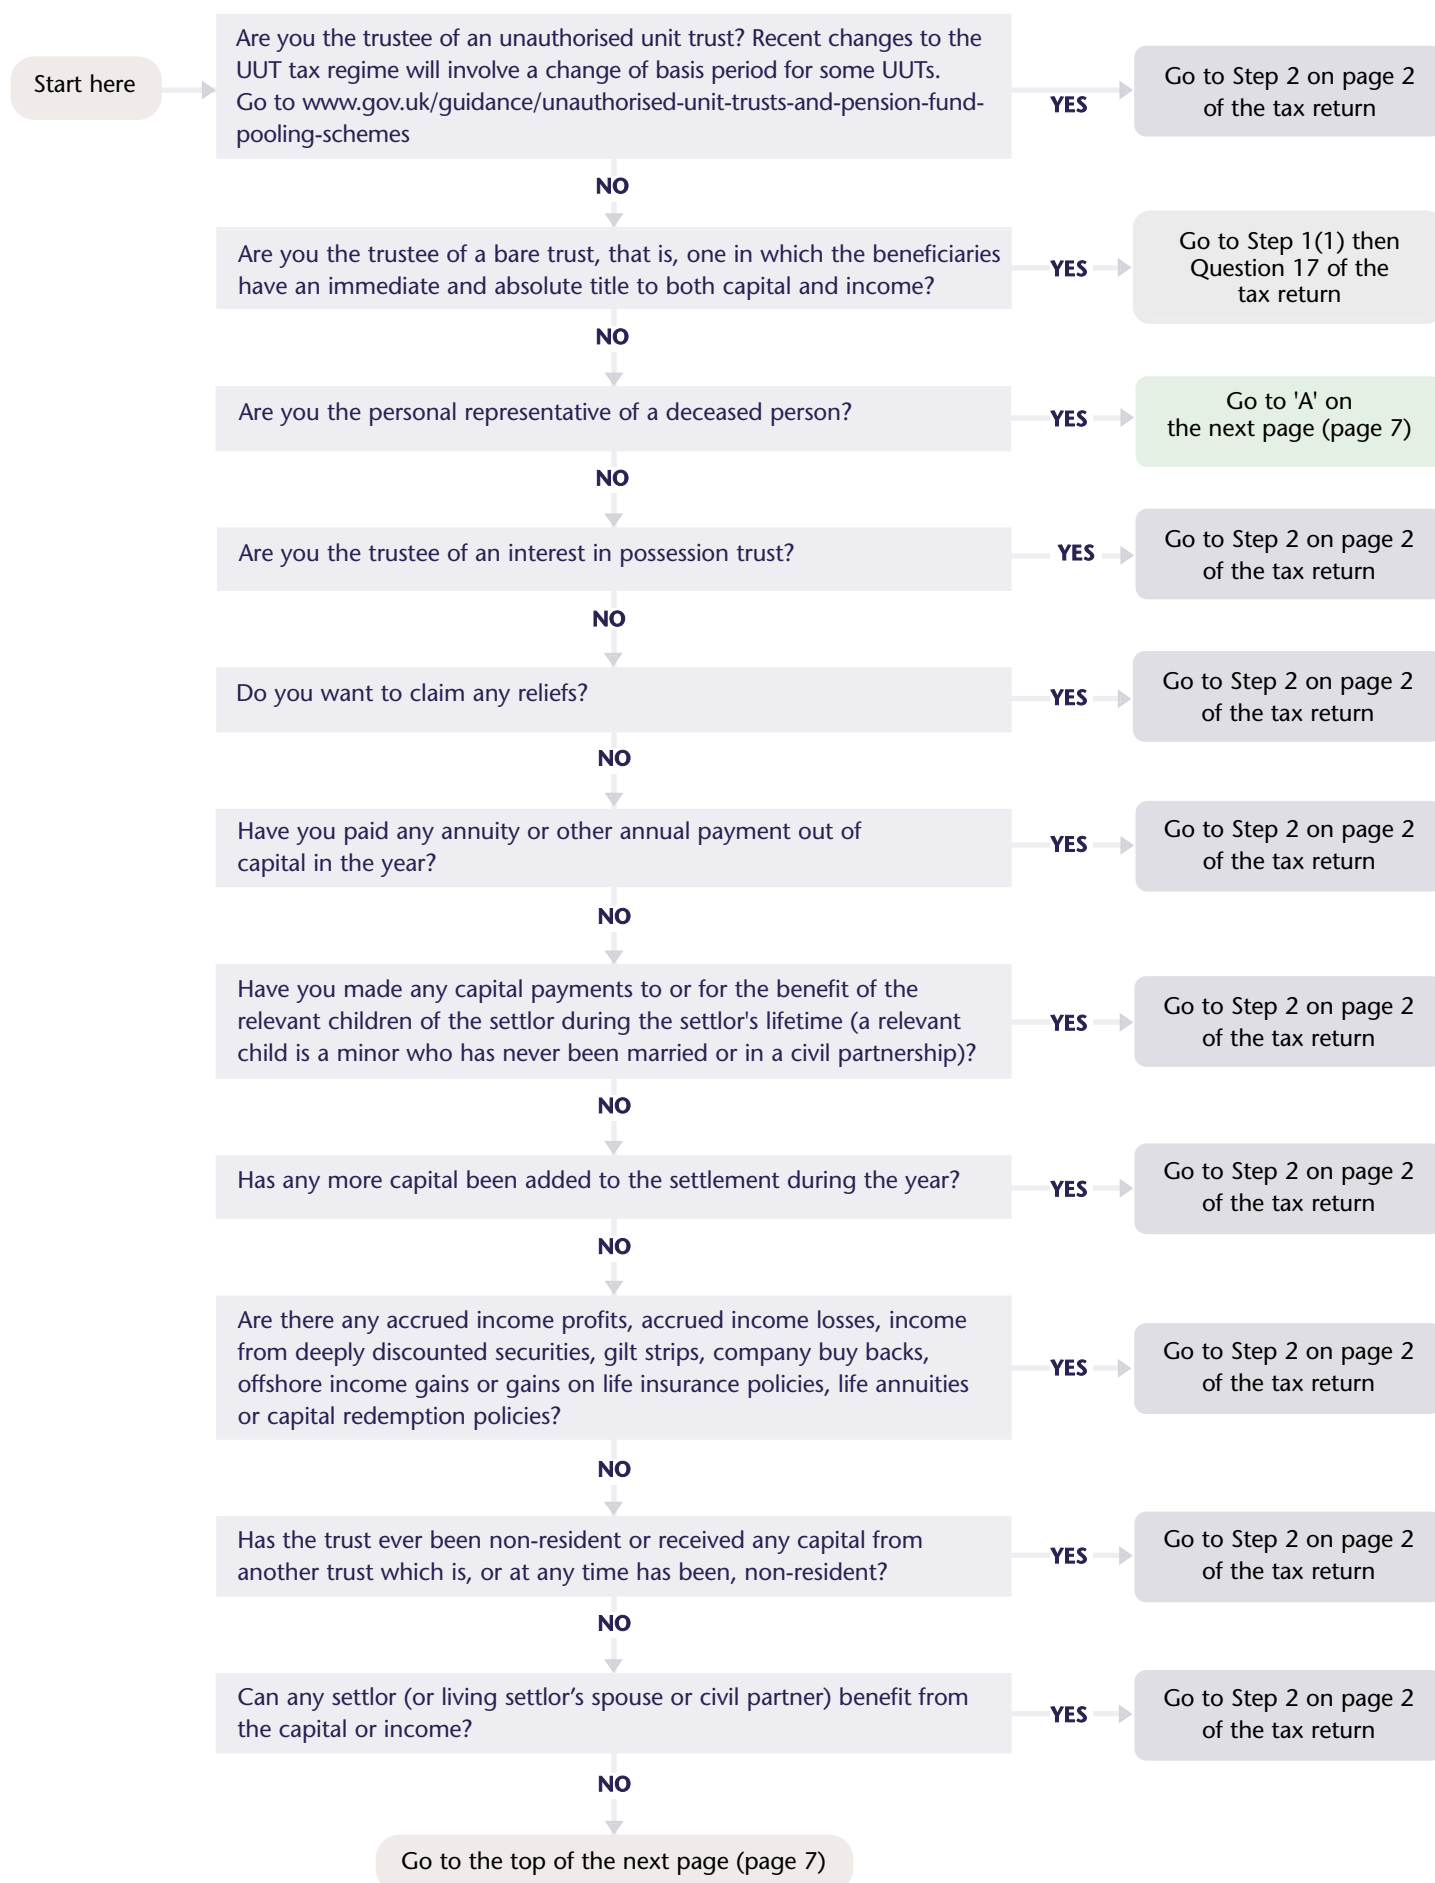 Start here
Are you the trustee of an unauthorised unit trust? Recent changes to the
UUT tax regime will involve a change of basis period for some UUTs.
Go to www.gov.uk/guidance/unauthorised-unit-trusts-and-pension-fund-
pooling-schemes
YES
Go to Step 2 on page 2
of the tax return
NO
Are you the trustee of a bare trust, that is, one in which the beneficiaries
have an immediate and absolute title to both capital and income?
YES
Go to Step 1(1) then
Question 17 of the
tax return
NO
Are you the personal representative of a deceased person?
YES
Go to 'A' on
the next page (page 7)
NO
Are you the trustee of an interest in possession trust?
YES
Go to Step 2 on page 2
of the tax return
NO
Do you want to claim any reliefs?
YES
Go to Step 2 on page 2
of the tax return
NO
Have you paid any annuity or other annual payment out of
capital in the year?
YES
Go to Step 2 on page 2
of the tax return
NO
Have you made any capital payments to or for the benefit of the
relevant children of the settlor during the settlor's lifetime (a relevant
child is a minor who has never been married or in a civil partnership)?
YES
Go to Step 2 on page 2
of the tax return
NO
Has any more capital been added to the settlement during the year?
YES
Go to Step 2 on page 2
of the tax return
NO
Are there any accrued income profits, accrued income losses, income
from deeply discounted securities, gilt strips, company buy backs,
offshore income gains or gains on life insurance policies, life annuities
or capital redemption policies?
YES
Go to Step 2 on page 2
of the tax return
NO
Has the trust ever been non-resident or received any capital from
another trust which is, or at any time has been, non-resident?
YES
Go to Step 2 on page 2
of the tax return
NO
Can any settlor (or living settlor’s spouse or civil partner) benefit from
the capital or income?
YES
Go to Step 2 on page 2
of the tax return
NO
Go to the top of the next page (page 7)